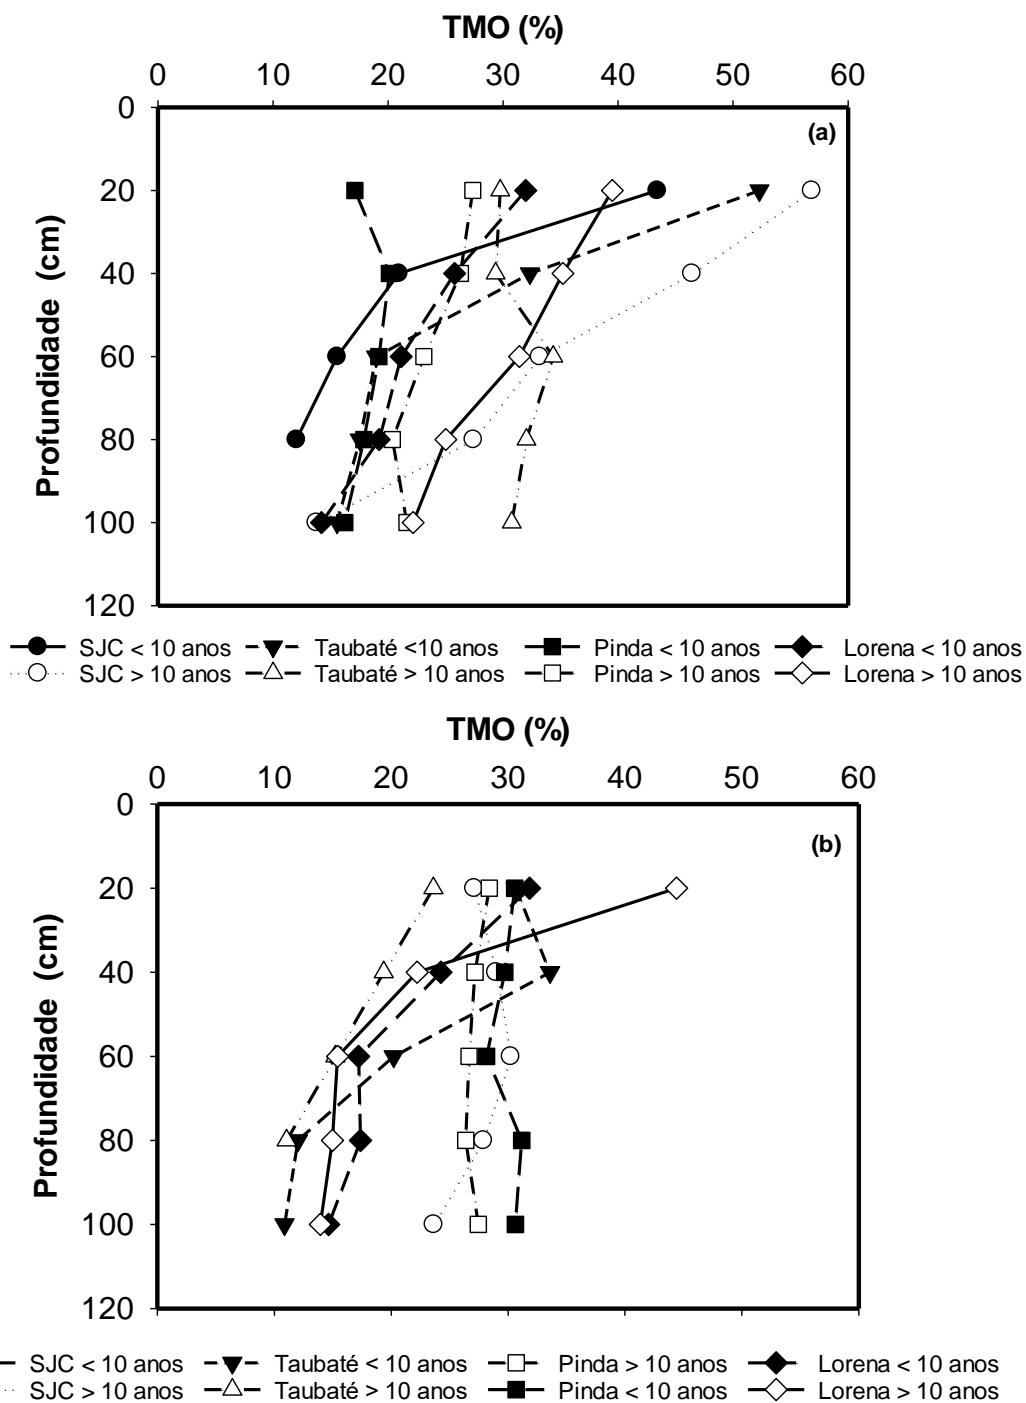 TMO (%)
0 10 20 30 40 50 60
(a)
0
20
40
60
80
100
120
Profundidade (cm)
SJC < 10 anos Taubaté <10 anos Pinda < 10 anos Lorena < 10 anos
SJC > 10 anos Taubaté > 10 anos Pinda > 10 anos Lorena > 10 anos
TMO (%)
0 10 20 30 40 50 60
(b)
0
20
40
60
80
100
120
Profundidade (cm)
SJC < 10 anos Taubaté < 10 anos Pinda > 10 anos Lorena < 10 anos
SJC > 10 anos Taubaté > 10 anos Pinda < 10 anos Lorena > 10 anos